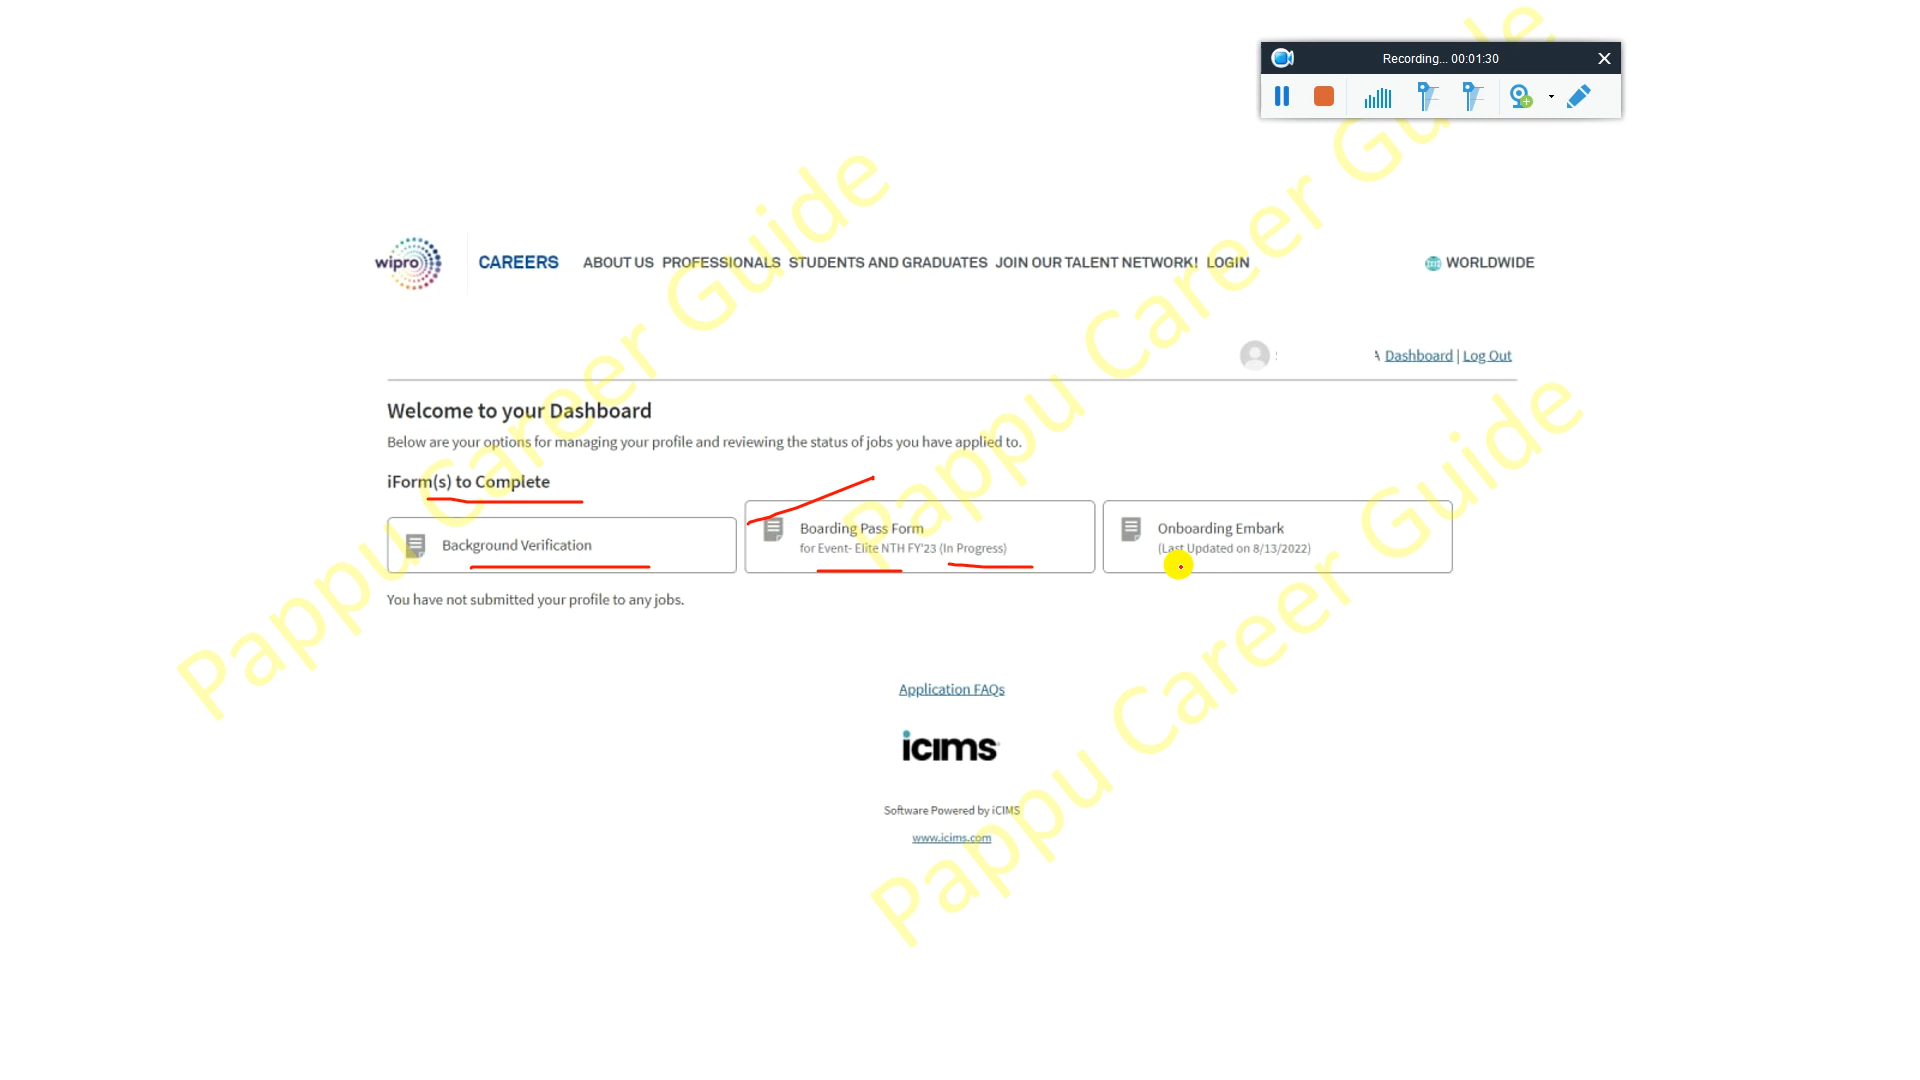 Recording... 00:01:30
wipro
CAREERS
ABOUT US PROFESSIONALS STUDENTS AND GRADUATES JOIN OUR TALENT NETWORK! LOGIN
WORLDWIDE
A Dashboard | Log Out
Welcome to your Dashboard
Below are your options for managing your profile and reviewing the status of jobs you have applied to.
iForm(s) to Complete
Background Verification
Boarding Pass Form
for Event- Elite NTH FY'23 (In Progress)
Onboarding Embark
(Last Updated on 8/13/2022)
You have not submitted your profile to any jobs.
Application FAQs
icims
Software Powered by iCIMS
www.icims.com
Pappu Career Guide
Pappu Career Guide
Pappu Career Guide